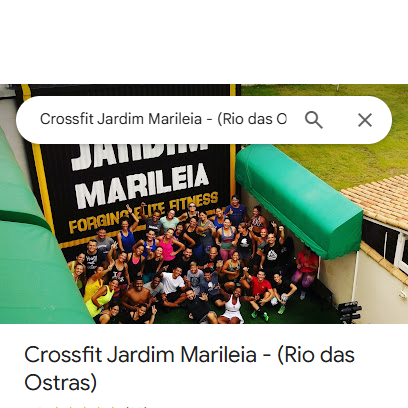 Crossfit Jardim Marileia - (Rio das O
JARDIM
MARILEIA
FORGING ELITE FITNESS
Crossfit Jardim Marileia - (Rio das
Ostras)